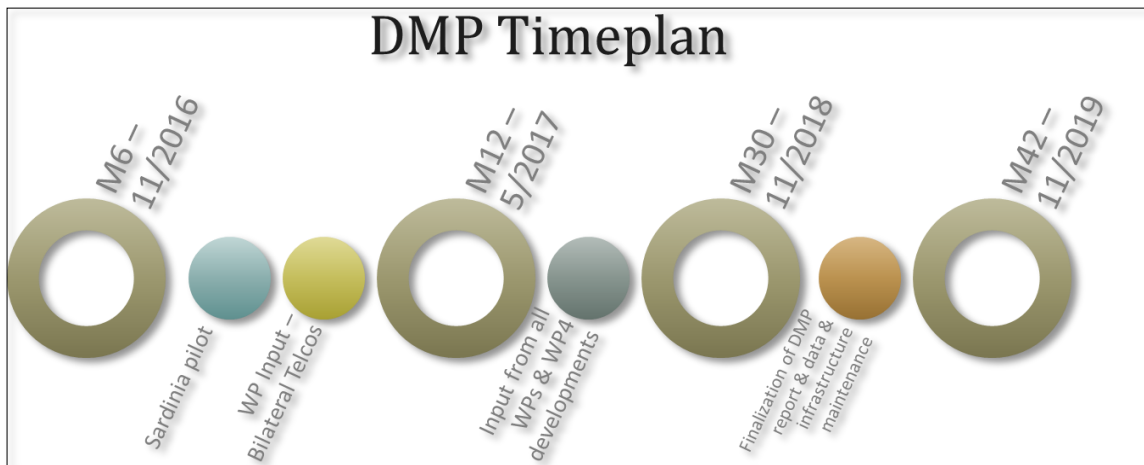 DMP Timeplan
M6 –
11/2016
Sardinia pilot
WP Input –
Bilateral Telcos
M12 –
5/2017
Input from all
WPs & WP4
developments
M30 –
11/2018
Finalization of DMP
report & data &
infrastructure
maintenance
M42 –
11/2019